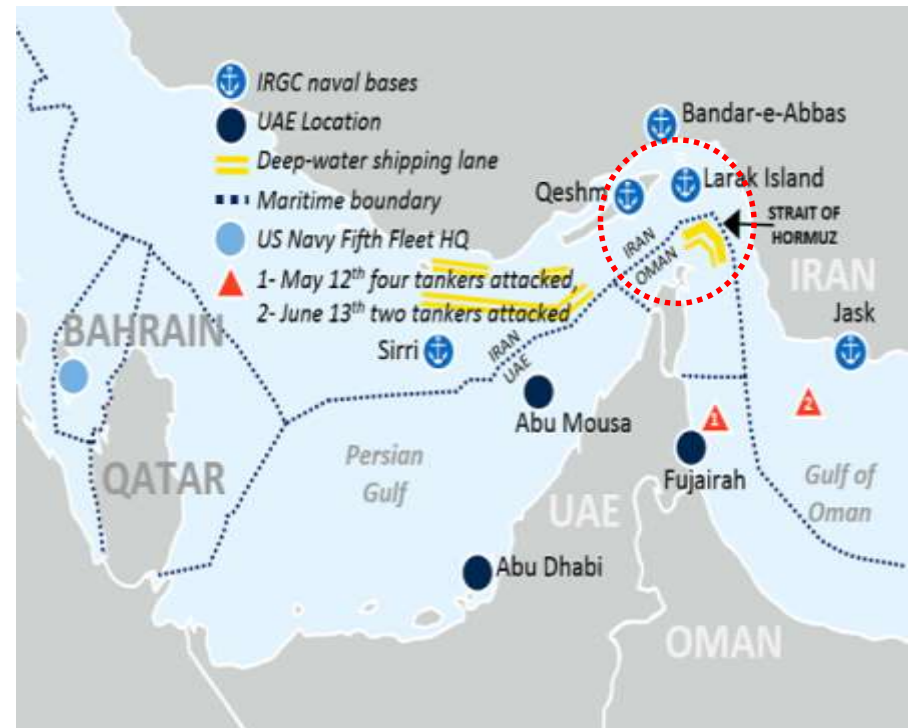 IRGC naval bases
UAE Location
Deep-water shipping lane
Maritime boundary
US Navy Fifth Fleet HQ
1- May 12th four tankers attacked,
2- June 13th two tankers attacked
Bandar-e-Abbas
Qeshm
Larak Island
STRAIT OF
HORMUZ
IRAN
OMAN
IRAN
Jask
BAHRAIN
Sirri
IRAN
UAE
Abu Mousa
1
2
Persian
Gulf
QATAR
Fujairah
Gulf of
Oman
UAE
Abu Dhabi
OMAN